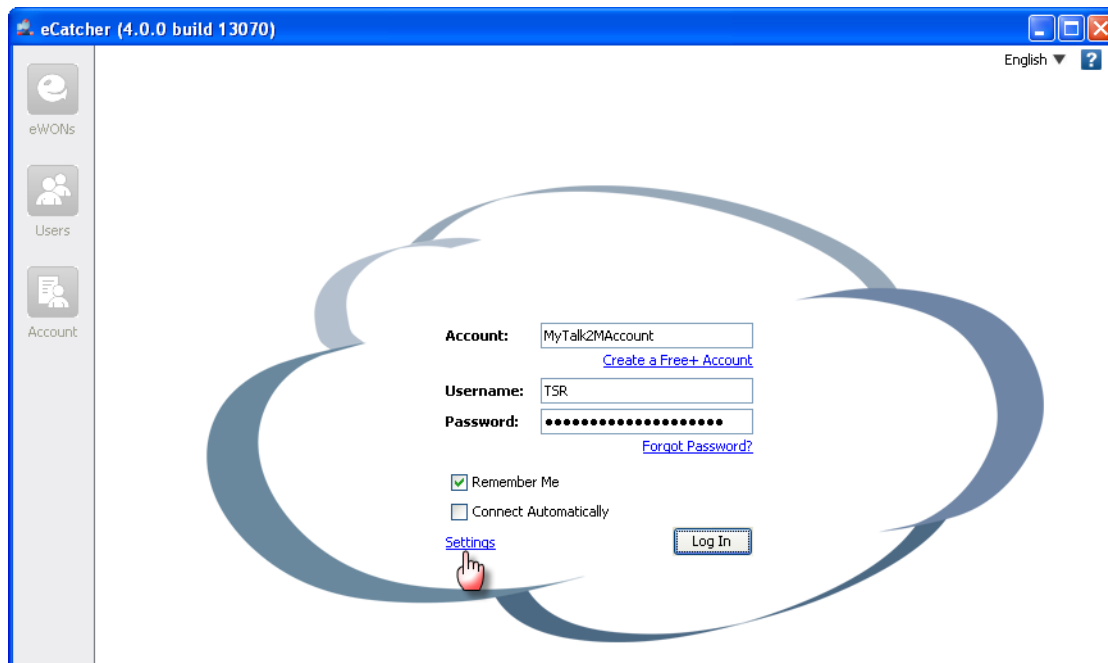 eCatcher (4.0.0 build 13070)
English
?
eWONs
Users
Account
Account: MyTalk2MAccount
Create a Free+ Account
Username: TSR
Password: ••••••••••••••••••••
Forgot Password?
Remember Me
Connect Automatically
Settings
Log In